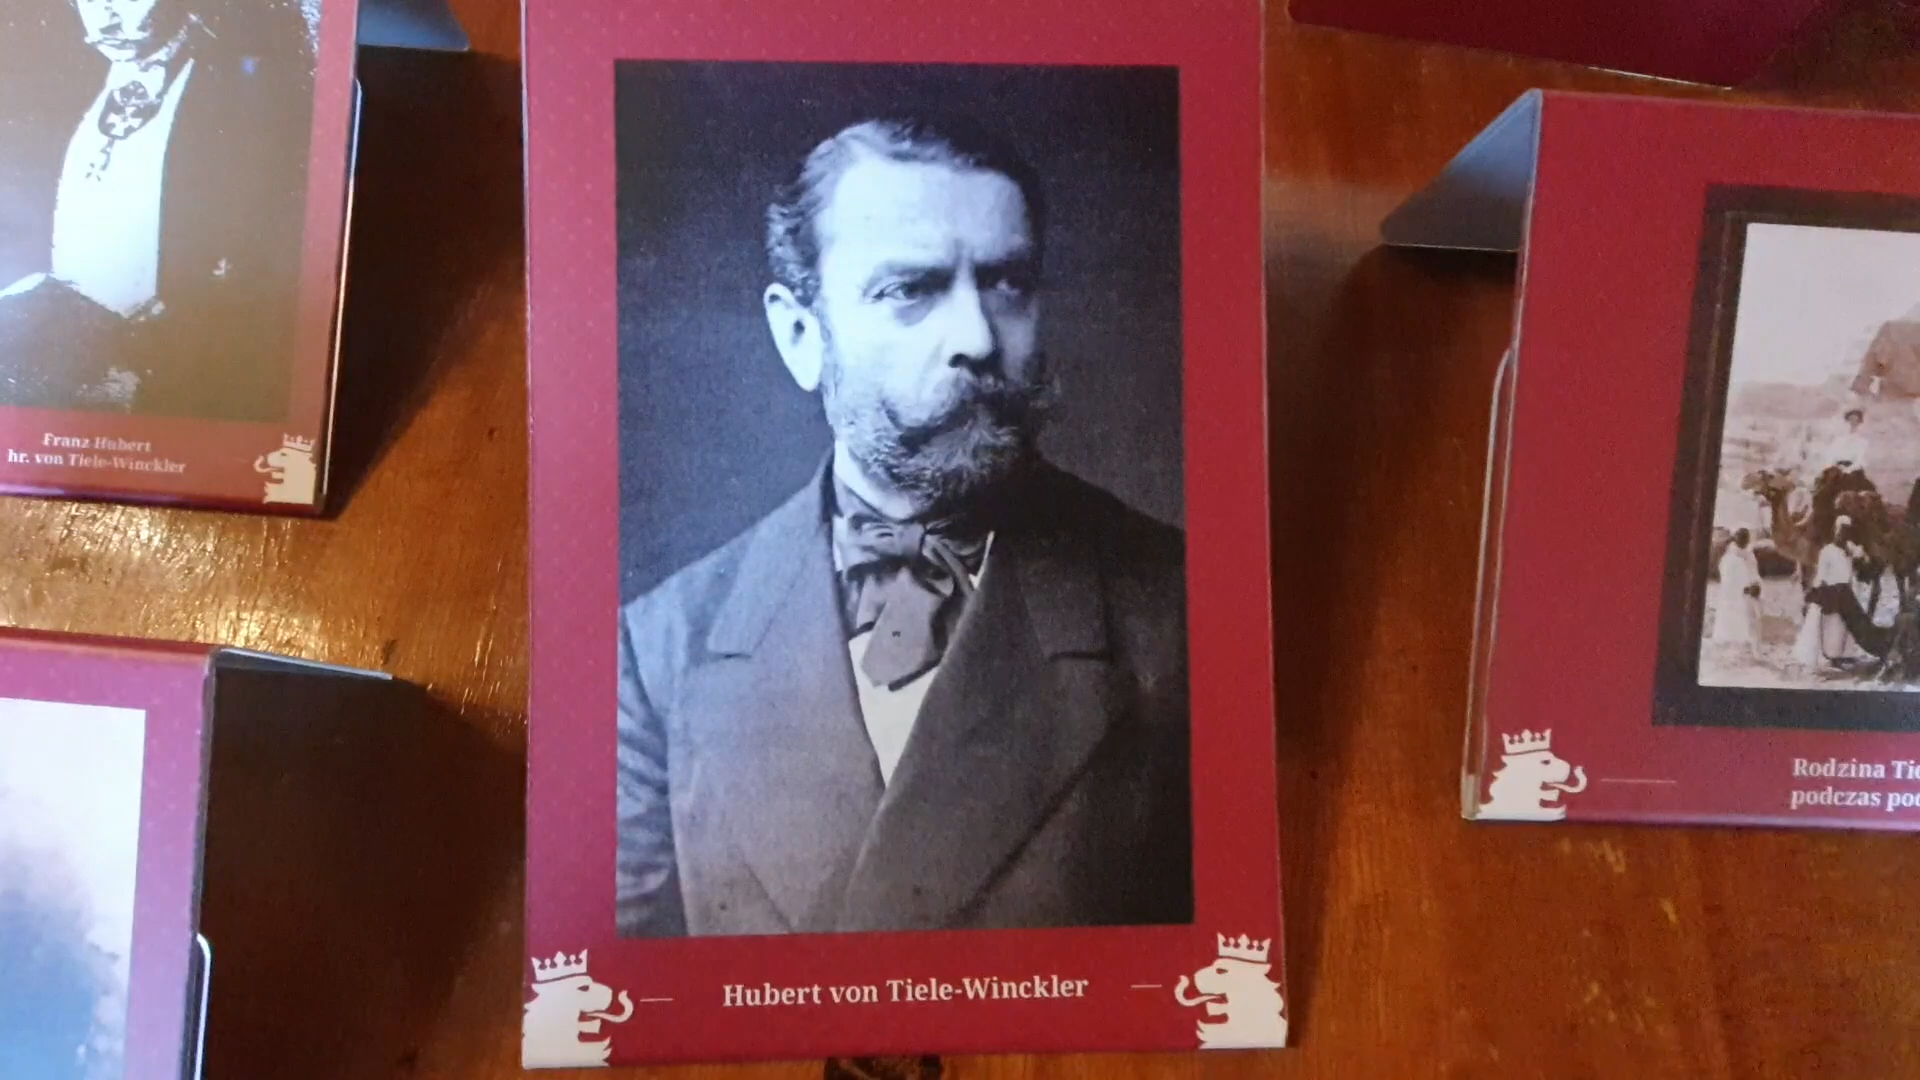 Franz Hubert
hr. von Tiele-Winckler
Hubert von Tiele-Winckler
Rodzina
podczas